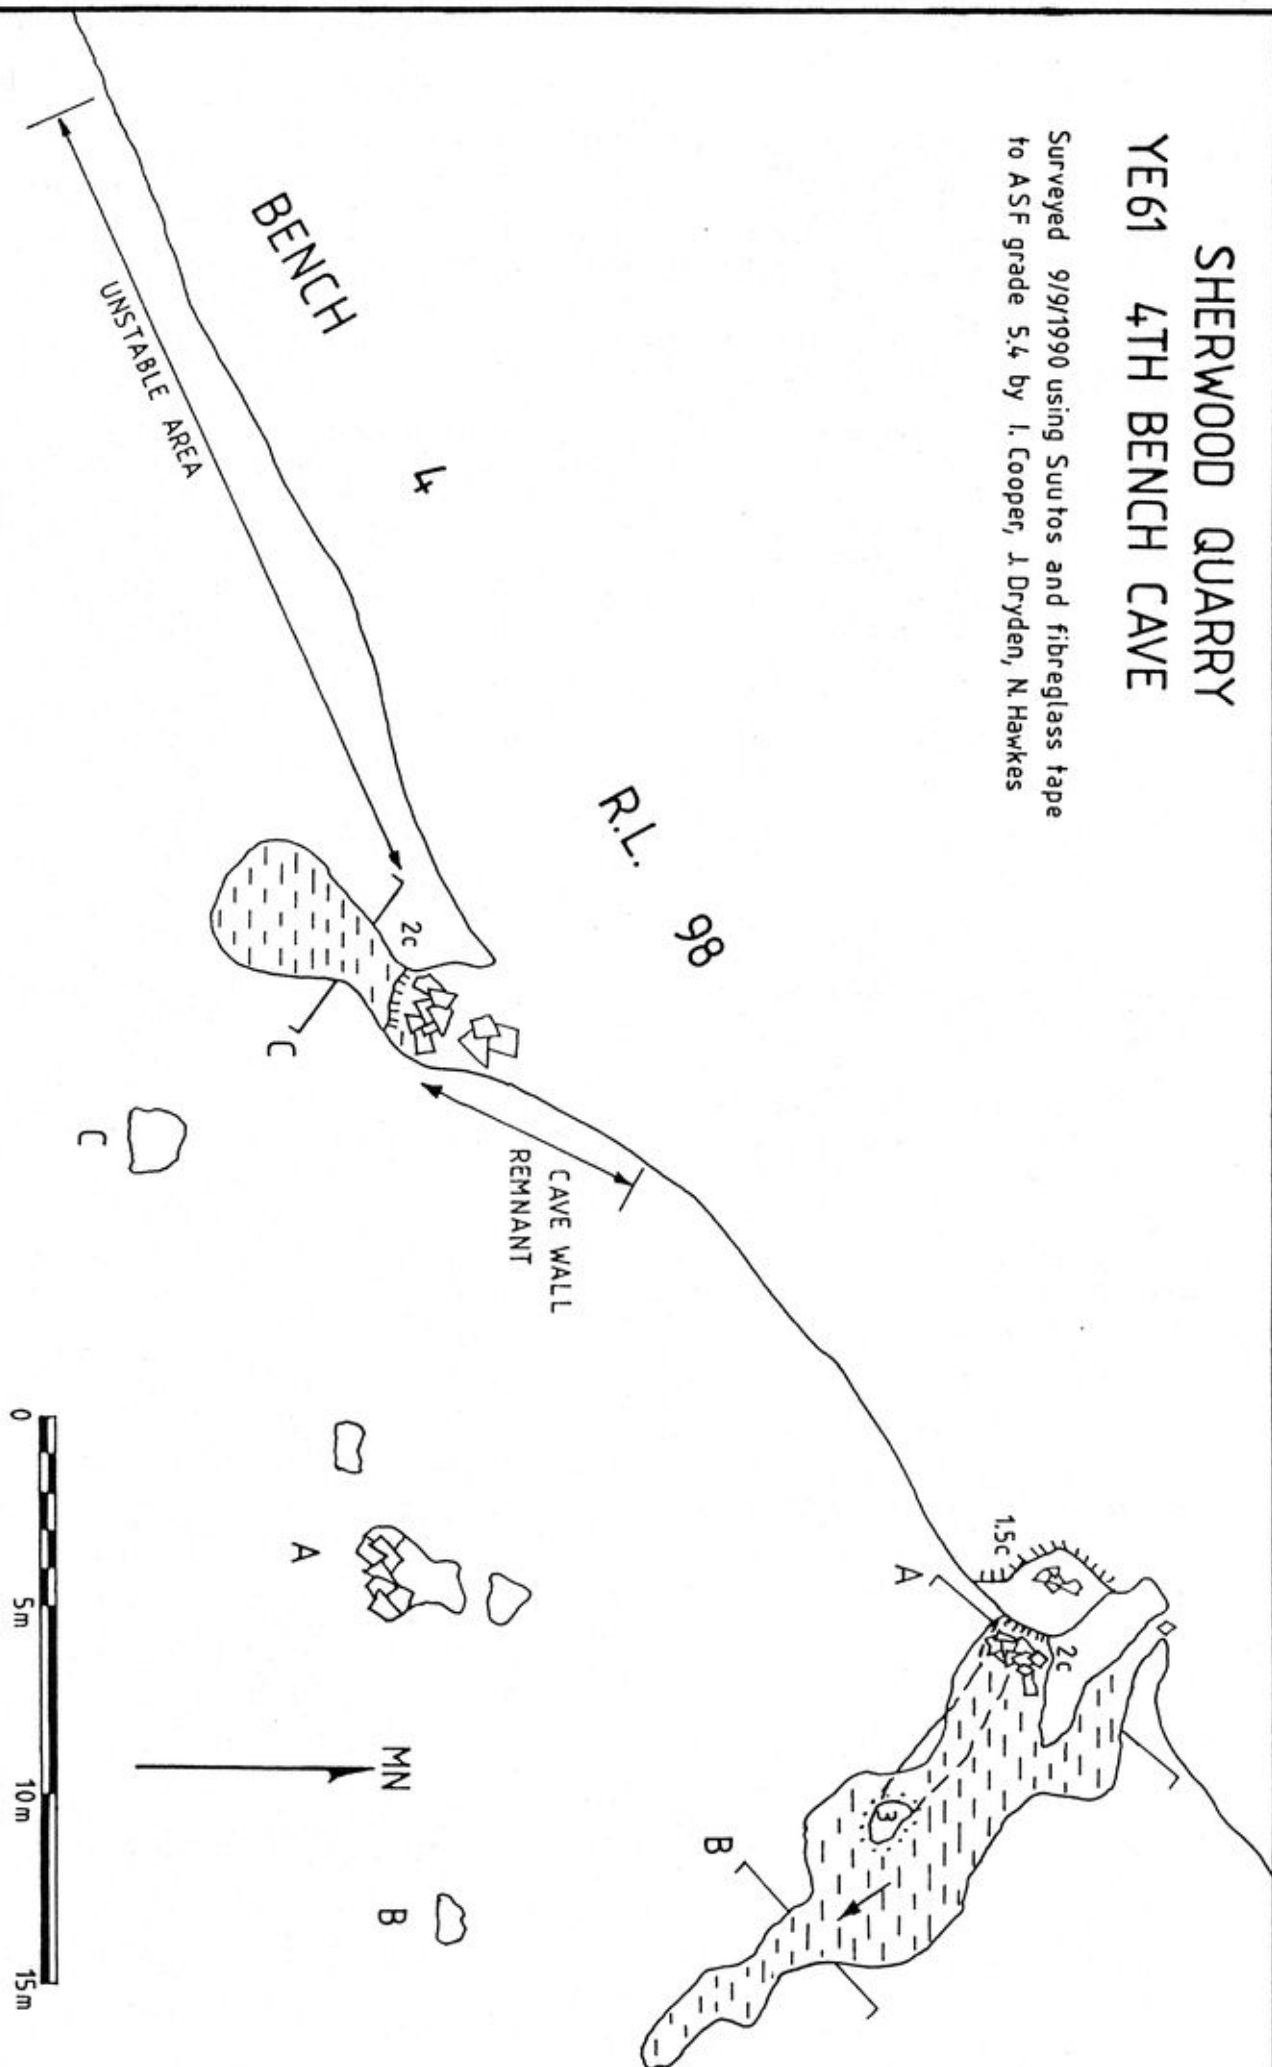 SHERWOOD QUARRY
YE61 4TH BENCH CAVE
Surveyed 9/9/1990 using Suutos and fibreglass tape
to ASF grade 5.4 by I. Cooper, J. Dryden, N. Hawkes
BENCH
4
R.L.
98
UNSTABLE AREA
2c
C
C
CAVE WALL
REMNANT
1.5c
A
2c
3
B
A
MN
B
0
5m
10m
15m